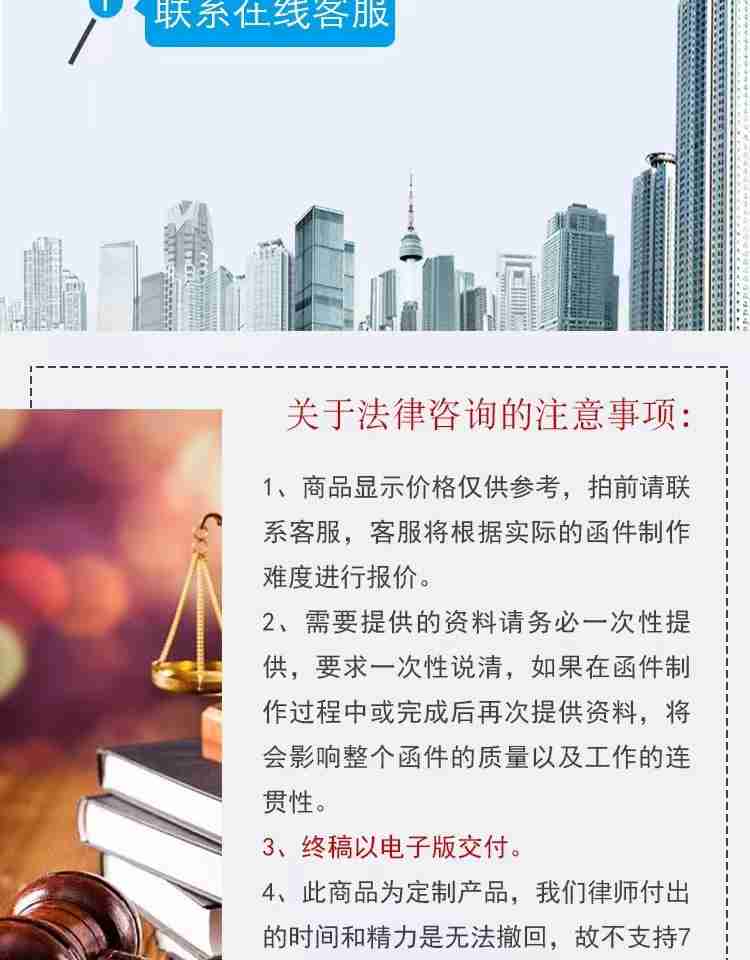 1
联系在线客服
关于法律咨询的注意事项:
1、商品显示价格仅供参考，拍前请联
系客服，客服将根据实际的函件制作
难度进行报价。
2、需要提供的资料请务必一次性提
供，要求一次性说清，如果在函件制
作过程中或完成后再次提供资料，将
会影响整个函件的质量以及工作的连
贯性。
3、终稿以电子版交付。
4、此商品为定制产品，我们律师付出
的时间和精力是无法撤回，故不支持7